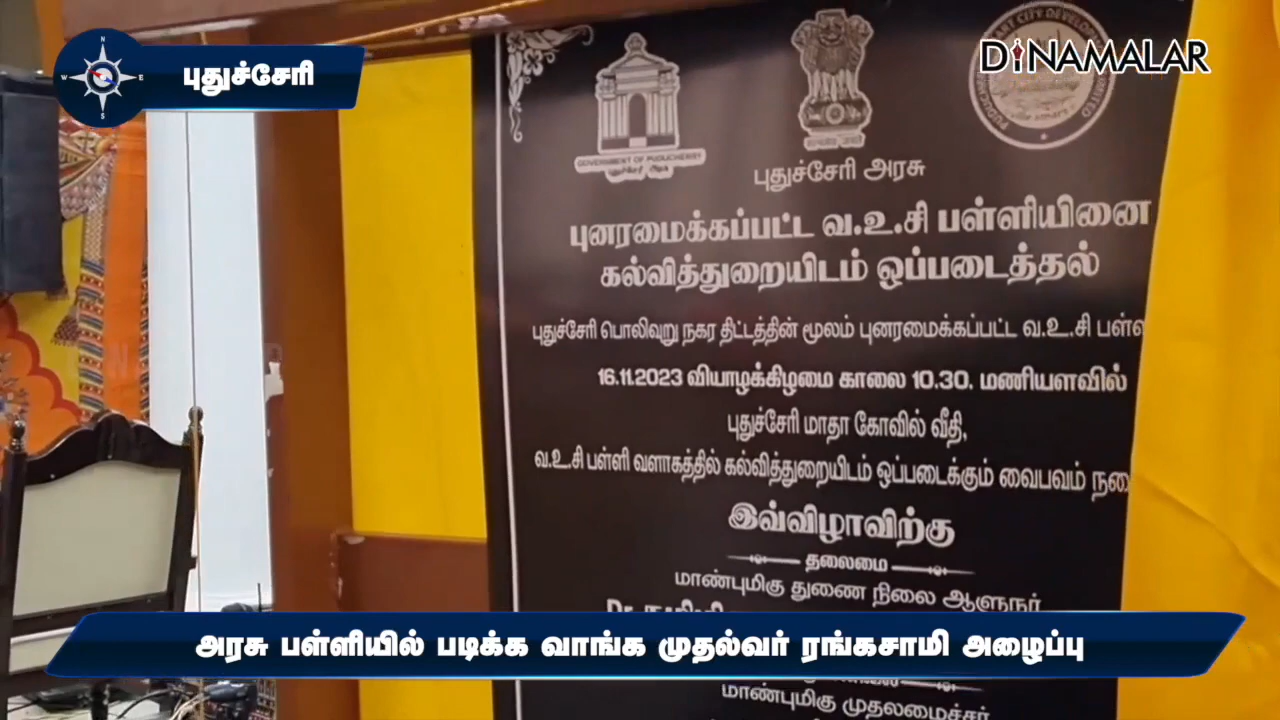 புதுச்சேரி
DINAMALAR
GOVERNMENT OF PUDUCHERRY
புதுச்சேரி அரசு
புனரமைக்கப்பட்ட வ.உ.சி பள்ளியினை
கல்வித்துறையிடம் ஒப்படைத்தல்
புதுச்சேரி பொலிவுறு நகர திட்டத்தின் மூலம் புனரமைக்கப்பட்ட வ.உ.சி
16.11.2023 வியாழக்கிழமை காலை 10.30. மணியளவில்
புதுச்சேரி மாதா கோவில் வீதி,
வ.உ.சி பள்ளி வளாகத்தில் கல்வித்துறையிடம் ஒப்படைக்கும் வைபவம்
இவ்விழாவிற்கு
தலைமை
மாண்புமிகு துணை நிலை ஆளுநர்
அரசு பள்ளியில் படிக்க வாங்க முதல்வர் ரங்கசாமி அழைப்பு
மாண்புமிகு முதலமைச்சர்